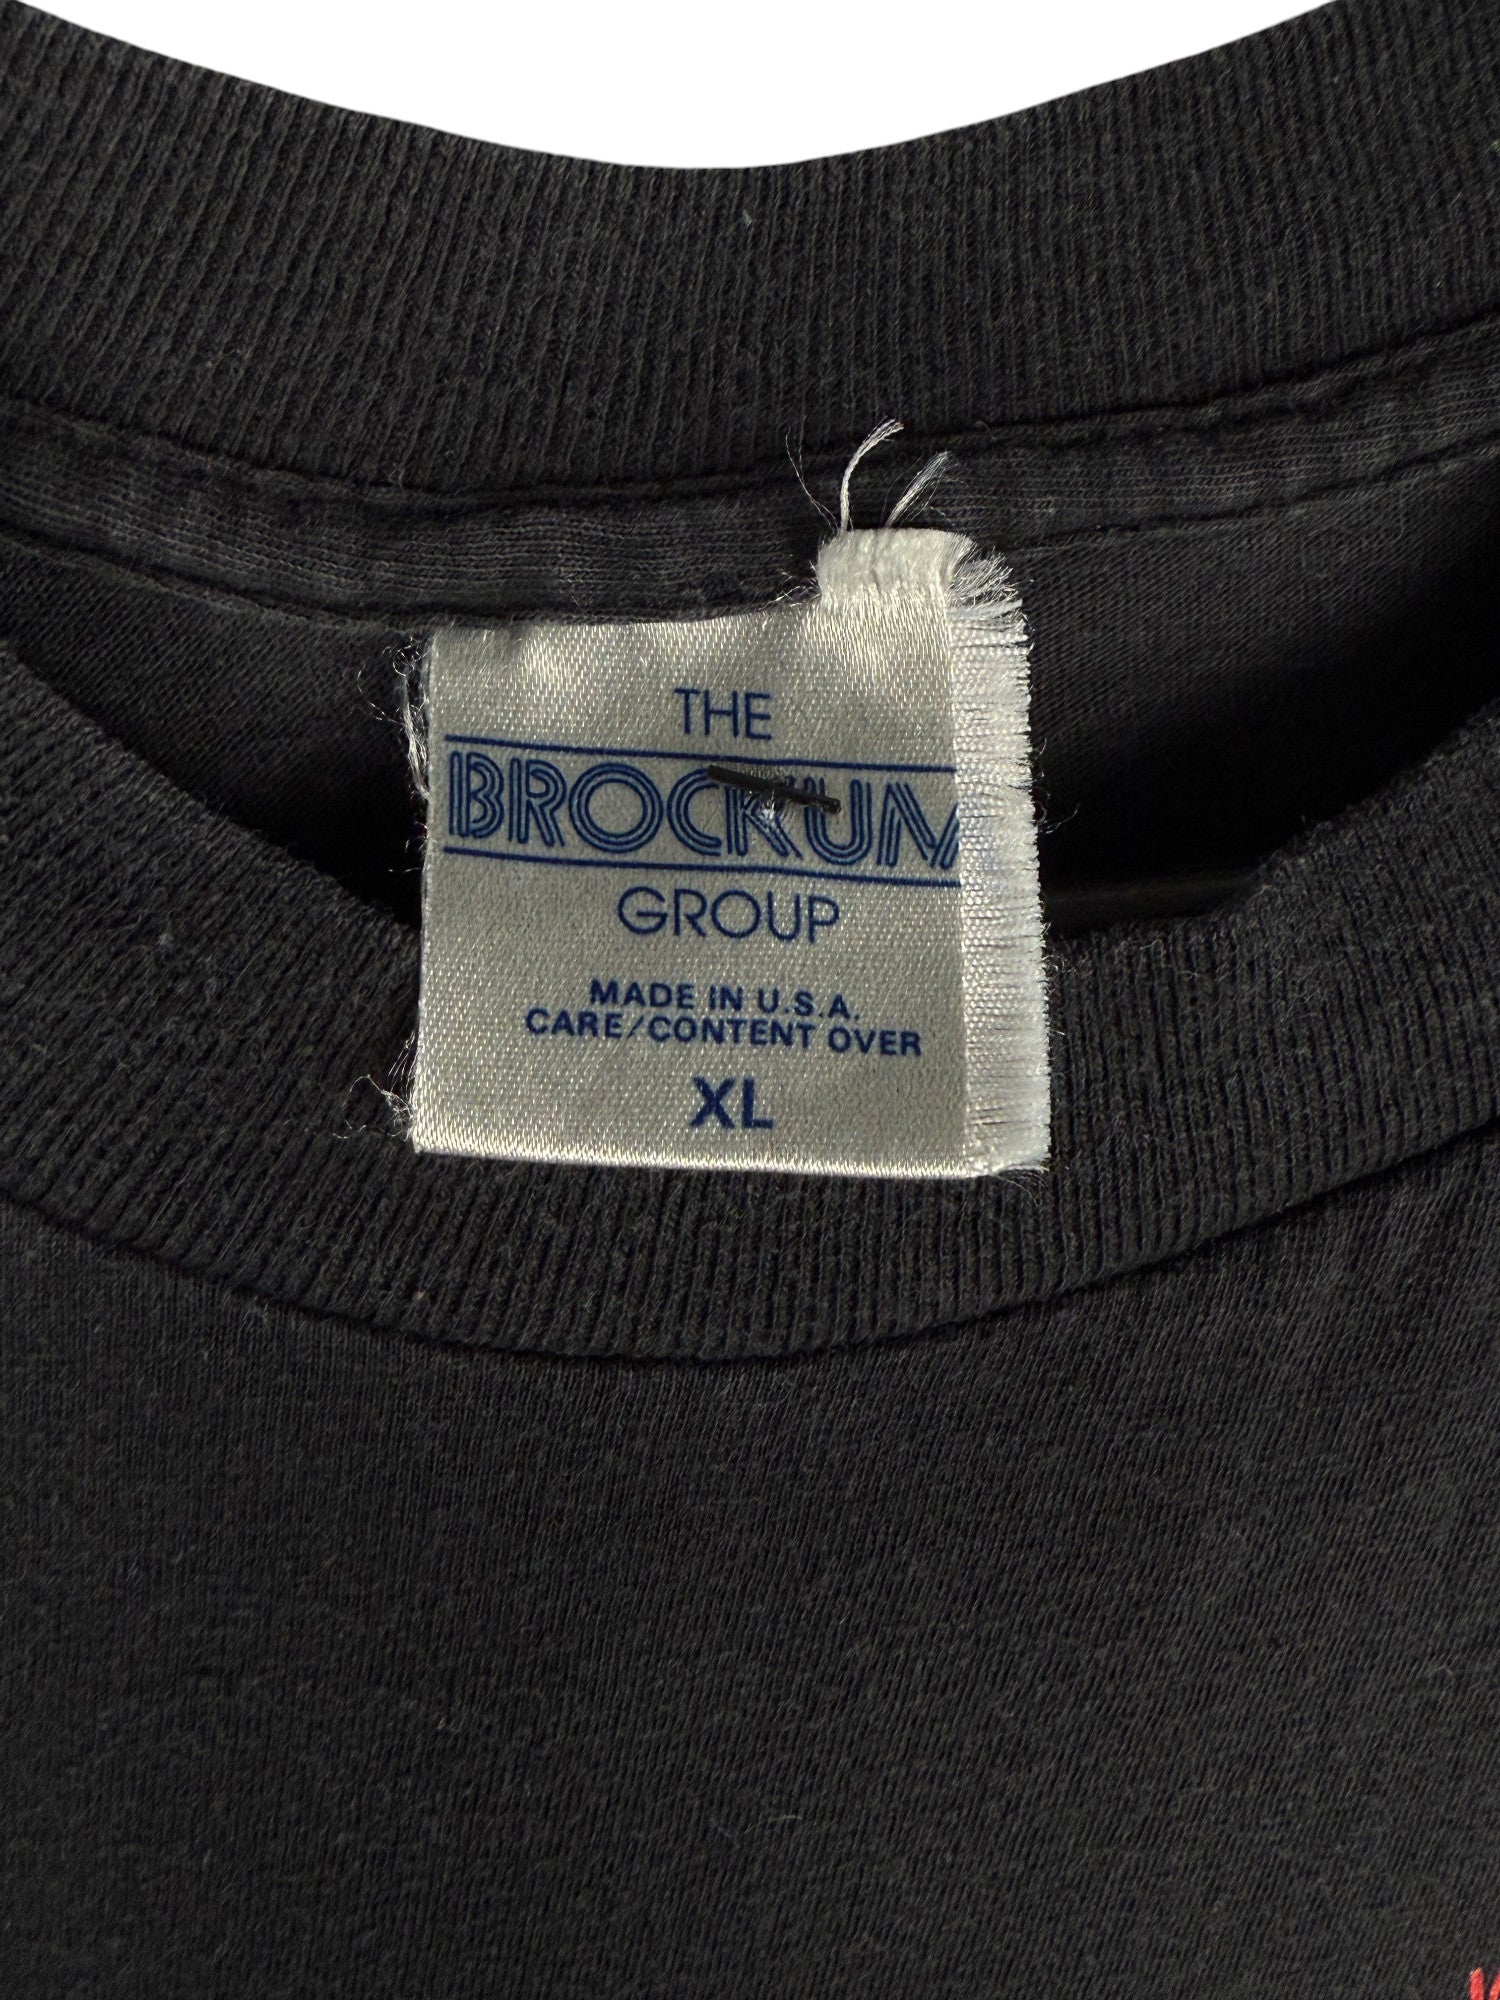 THE
BROCKUM
GROUP
MADE IN U.S.A.
CARE/CONTENT OVER
XL